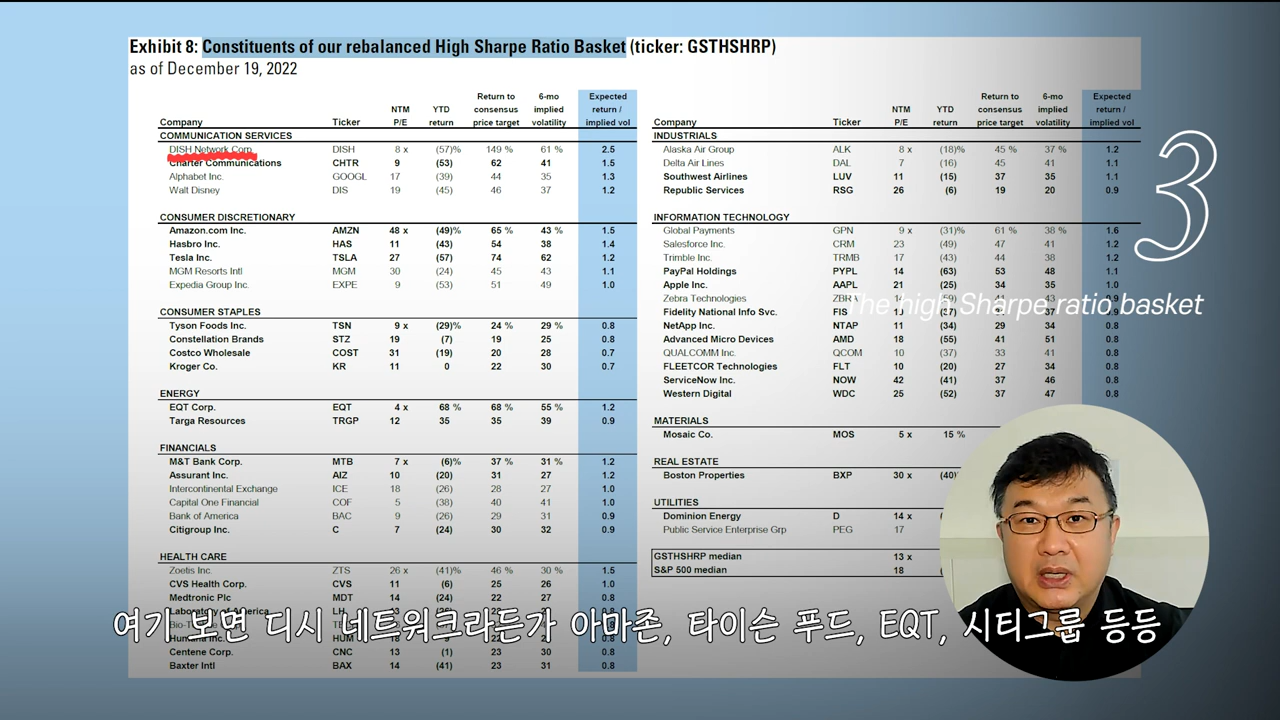 Exhibit 8: Constituents of our rebalanced High Sharpe Ratio Basket (ticker: GSTHSHRP)
as of December 19, 2022
Company Ticker NTM P/E YTD return Return to consensus price target 6-mo implied volatility Expected return / implied vol
COMMUNICATION SERVICES
DISH Network Corp. DISH 8 x (57)% 149 % 61 % 2.5
Charter Communications CHTR 9 (53) 62 41 1.5
Alphabet Inc. GOOGL 17 (39) 44 35 1.3
Walt Disney DIS 19 (45) 46 37 1.2
CONSUMER DISCRETIONARY
Amazon.com Inc. AMZN 48 x (49)% 65 % 43 % 1.5
Hasbro Inc. HAS 11 (43) 54 38 1.4
Tesla Inc. TSLA 27 (57) 74 62 1.2
MGM Resorts Intl MGM 30 (24) 45 43 1.1
Expedia Group Inc. EXPE 9 (53) 51 49 1.0
CONSUMER STAPLES
Tyson Foods Inc. TSN 9 x (29)% 24 % 29 % 0.8
Constellation Brands STZ 19 (7) 19 25 0.8
Costco Wholesale COST 31 (19) 20 28 0.7
Kroger Co. KR 11 0 22 30 0.7
ENERGY
EQT Corp. EQT 4 x 68 % 68 % 55 % 1.2
Targa Resources TRGP 12 35 35 39 0.9
FINANCIALS
M&T Bank Corp. MTB 7 x (6)% 37 % 31 % 1.2
Assurant Inc. AIZ 10 (20) 31 27 1.2
Intercontinental Exchange ICE 18 (26) 28 27 1.0
Capital One Financial COF 5 (38) 40 41 1.0
Bank of America BAC 9 (26) 29 31 0.9
Citigroup Inc. C 7 (24) 30 32 0.9
HEALTH CARE
Zoetis Inc. ZTS 26 x (41)% 46 % 30 % 1.5
CVS Health Corp. CVS 11 (6) 25 26 1.0
Medtronic Plc MDT 14 (24) 22 27 0.8
Laboratory of America LH
Humana Inc. HUM
Centene Corp. CNC 13 (1) 23 30 0.8
Baxter Intl BAX 14 (41) 23 31 0.8
Company Ticker NTM P/E YTD return Return to consensus price target 6-mo implied volatility Expected return / implied vol
INDUSTRIALS
Alaska Air Group ALK 8 x (18)% 45 % 37 % 1.2
Delta Air Lines DAL 7 (16) 45 41 1.1
Southwest Airlines LUV 11 (15) 37 35 1.1
Republic Services RSG 26 (6) 19 20 0.9
INFORMATION TECHNOLOGY
Global Payments GPN 9 x (31)% 61 % 38 % 1.6
Salesforce Inc. CRM 23 (49) 47 41 1.2
Trimble Inc. TRMB 17 (43) 44 38 1.2
PayPal Holdings PYPL 14 (63) 53 48 1.1
Apple Inc. AAPL 21 (25) 34 35 1.0
Zebra Technologies
Fidelity National Info Svc. FIS
NetApp Inc. NTAP 11 (34) 29 34 0.8
Advanced Micro Devices AMD 18 (55) 41 51 0.8
QUALCOMM Inc. QCOM 10 (37) 33 41 0.8
FLEETCOR Technologies FLT 10 (20) 27 34 0.8
ServiceNow Inc. NOW 42 (41) 37 46 0.8
Western Digital WDC 25 (52) 37 47 0.8
MATERIALS
Mosaic Co. MOS 5 x 15 %
REAL ESTATE
Boston Properties BXP 30 x (40)
UTILITIES
Dominion Energy D 14 x
Public Service Enterprise Grp PEG 17
GSTHSHRP median 13 x
S&P 500 median 18
3
The high Sharpe ratio basket
여기 보면 디시 네트워크라든가 아마존, 타이슨 푸드, EQT, 시티그룹 등등